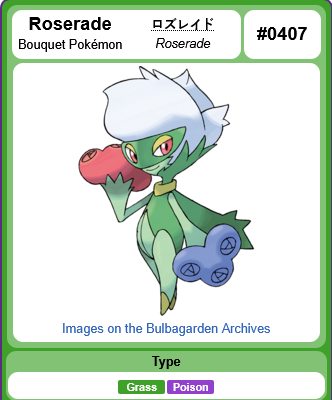 Roserade
Bouquet Pokémon
ロズレイド
Roserade
#0407
Images on the Bulbagarden Archives
Type
Grass Poison